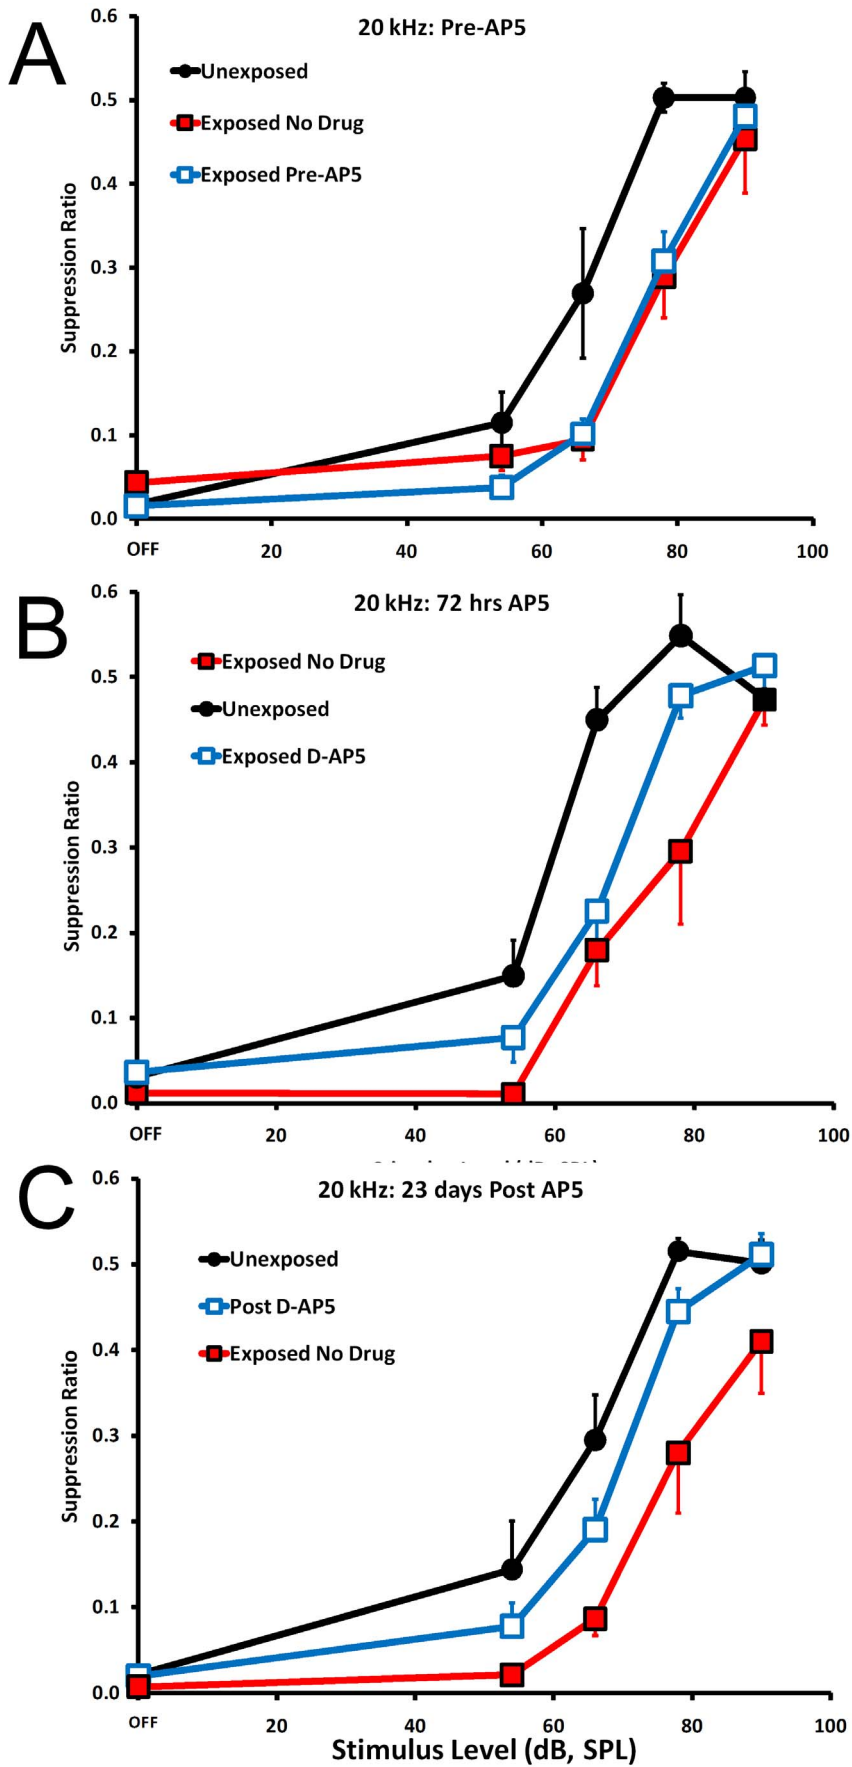 A
20 kHz: Pre-AP5
0.6
Unexposed
0.5
Exposed No Drug
0.4
Exposed Pre-AP5
0.3
0.2
0.1
0.0
Suppression Ratio
OFF 20 40 60 80 100
B
20 kHz: 72 hrs AP5
0.6
Exposed No Drug
0.5
Unexposed
0.4
Exposed D-AP5
0.3
0.2
0.1
0.0
Suppression Ratio
OFF 20 40 60 80 100
C
20 kHz: 23 days Post AP5
0.6
Unexposed
0.5
Post D-AP5
0.4
Exposed No Drug
0.3
0.2
0.1
0.0
Suppression Ratio
OFF 20 40 60 80 100
Stimulus Level (dB, SPL)